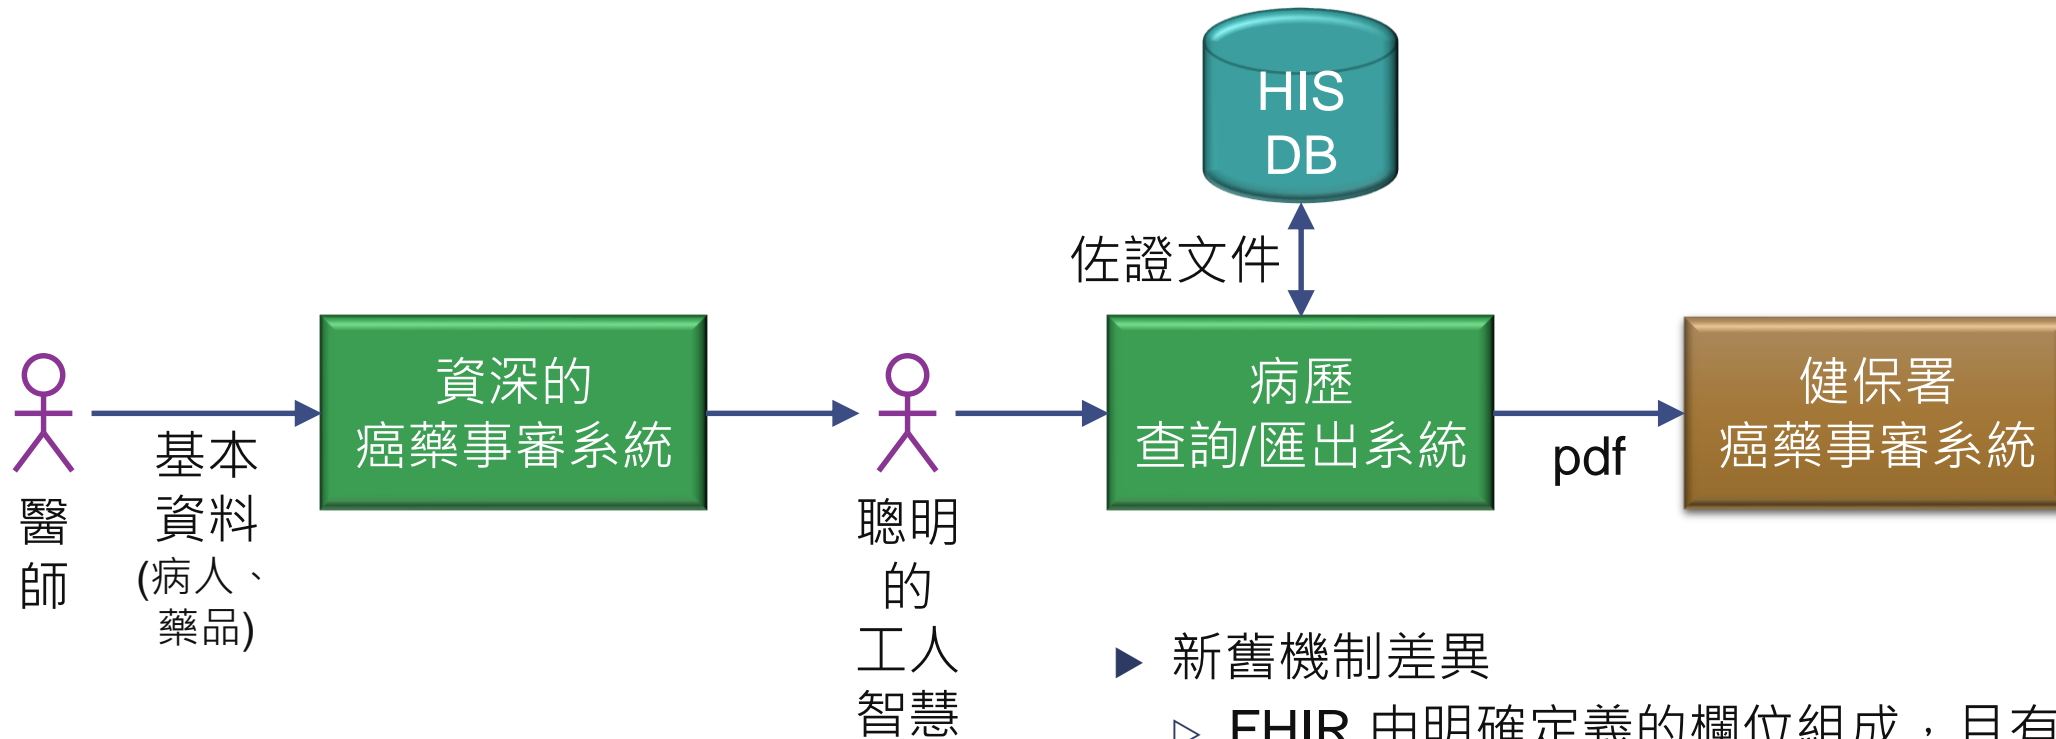 HIS
DB
佐證文件
資深的
癌藥事審系統
病歷
查詢/匯出系統
健保署
癌藥事審系統
基本
資料
(病人、
藥品)
pdf
醫
師
聰明
的
工人
智慧
新舊機制差異
FHIR 由明確定義的欄位組成，且有